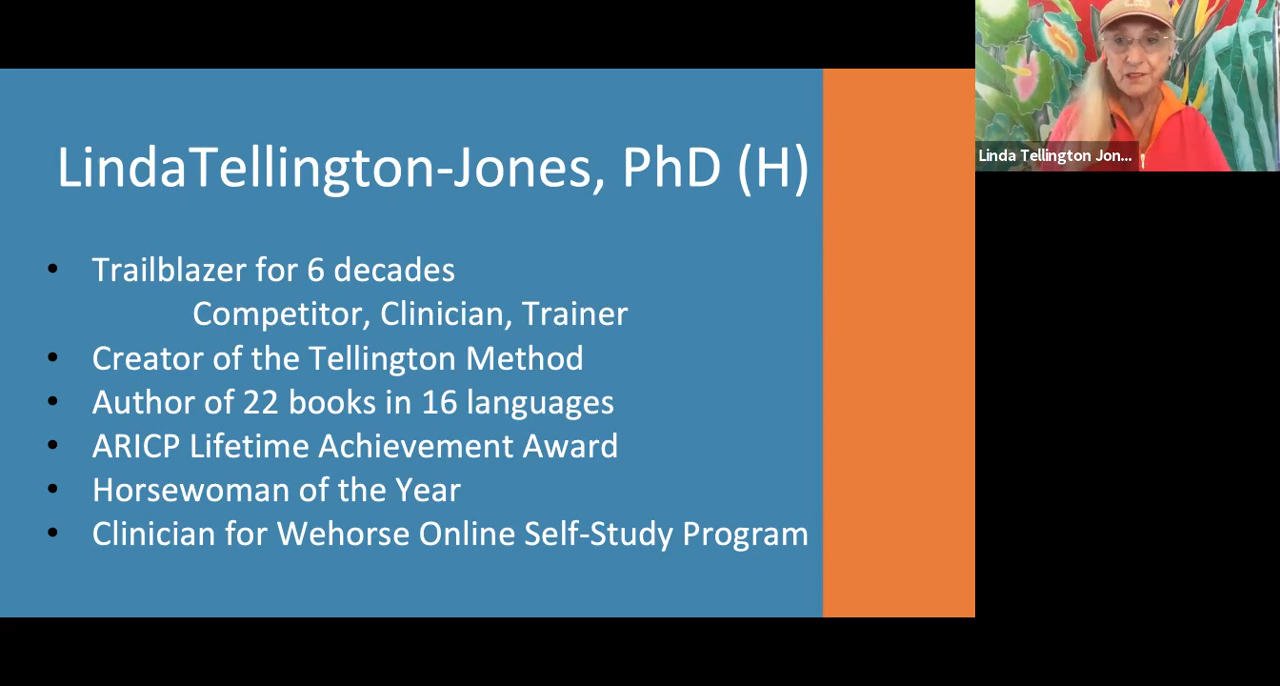 LindaTellington-Jones, PhD (H)
• Trailblazer for 6 decades
Competitor, Clinician, Trainer
• Creator of the Tellington Method
• Author of 22 books in 16 languages
• ARICP Lifetime Achievement Award
• Horsewoman of the Year
• Clinician for Wehorse Online Self-Study Program
Linda Tellington Jon...